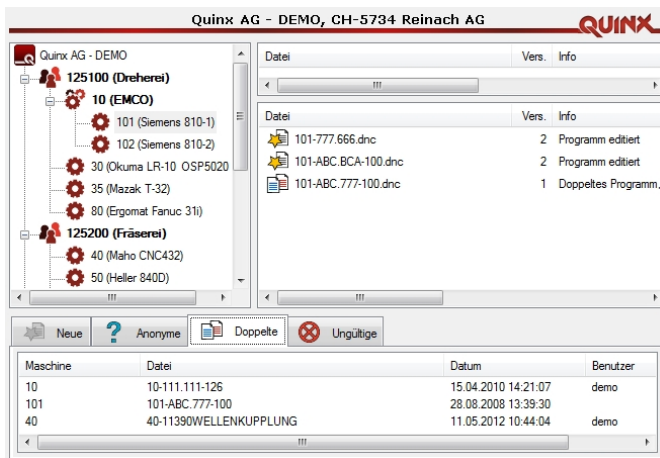 Quinx AG - DEMO, CH-5734 Reinach AG
QUINX
Quinx AG - DEMO
125100 (Dreherei)
10 (EMCO)
101 (Siemens 810-1)
102 (Siemens 810-2)
30 (Okuma LR-10 OSP5020
35 (Mazak T-32)
80 (Ergomat Fanuc 31i)
125200 (Fräserei)
40 (Maho CNC432)
50 (Heller 840D)
Datei Vers. Info
Datei Vers. Info
101-777.666.dnc 2 Programm editiert
101-ABC.BCA-100.dnc 2 Programm editiert
101-ABC.777-100.dnc 1 Doppeltes Programm,
Neue Anonyme Doppelte Ungültige
Maschine Datei Datum Benutzer
10 10-111.111-126 15.04.2010 14:21:07 demo
101 101-ABC.777-100 28.08.2008 13:39:30
40 40-11390WELLENKUPPLUNG 11.05.2012 10:44:04 demo